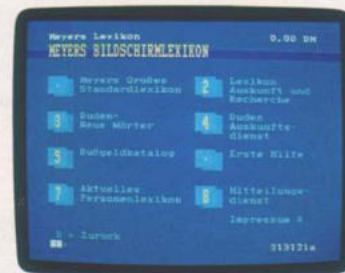 Meyers Lexikon 0,00 DM
MEYERS BILDSCHIRMLEXIKON
Meyers Großes
Standardlexikon
2 Lexikon
Auskunft und
Recherche
3 Duden-
Neue Wörter
4 Duden
Auskunfts-
dienst
5 Bußgeldkatalog
Erste Hilfe
7 Aktuelles
Personenlexikon
8 Mitteilungs-
dienst
Impressum
Zurück